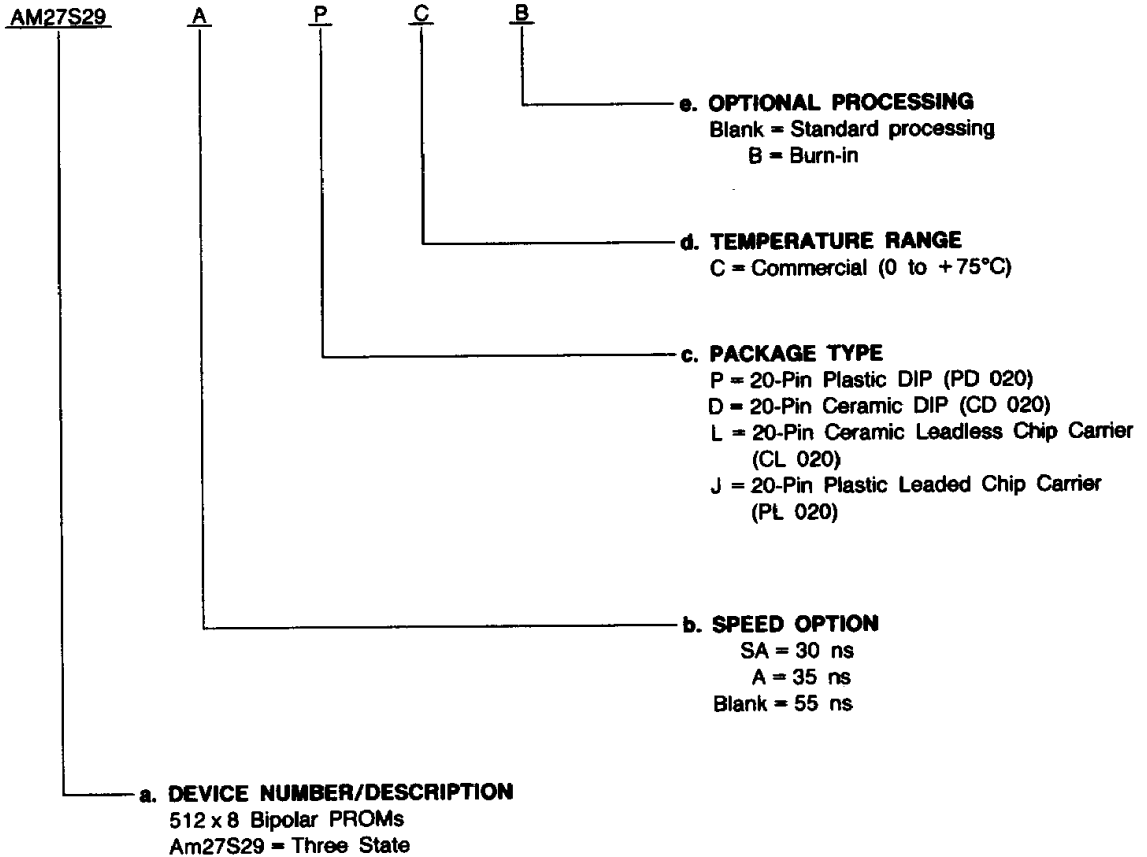 AM27S29 A P C B
e. OPTIONAL PROCESSING
Blank = Standard processing
B = Burn-in
d. TEMPERATURE RANGE
C = Commercial (0 to +75°C)
c. PACKAGE TYPE
P = 20-Pin Plastic DIP (PD 020)
D = 20-Pin Ceramic DIP (CD 020)
L = 20-Pin Ceramic Leadless Chip Carrier
(CL 020)
J = 20-Pin Plastic Leaded Chip Carrier
(PL 020)
b. SPEED OPTION
SA = 30 ns
A = 35 ns
Blank = 55 ns
a. DEVICE NUMBER/DESCRIPTION
512 x 8 Bipolar PROMs
Am27S29 = Three State